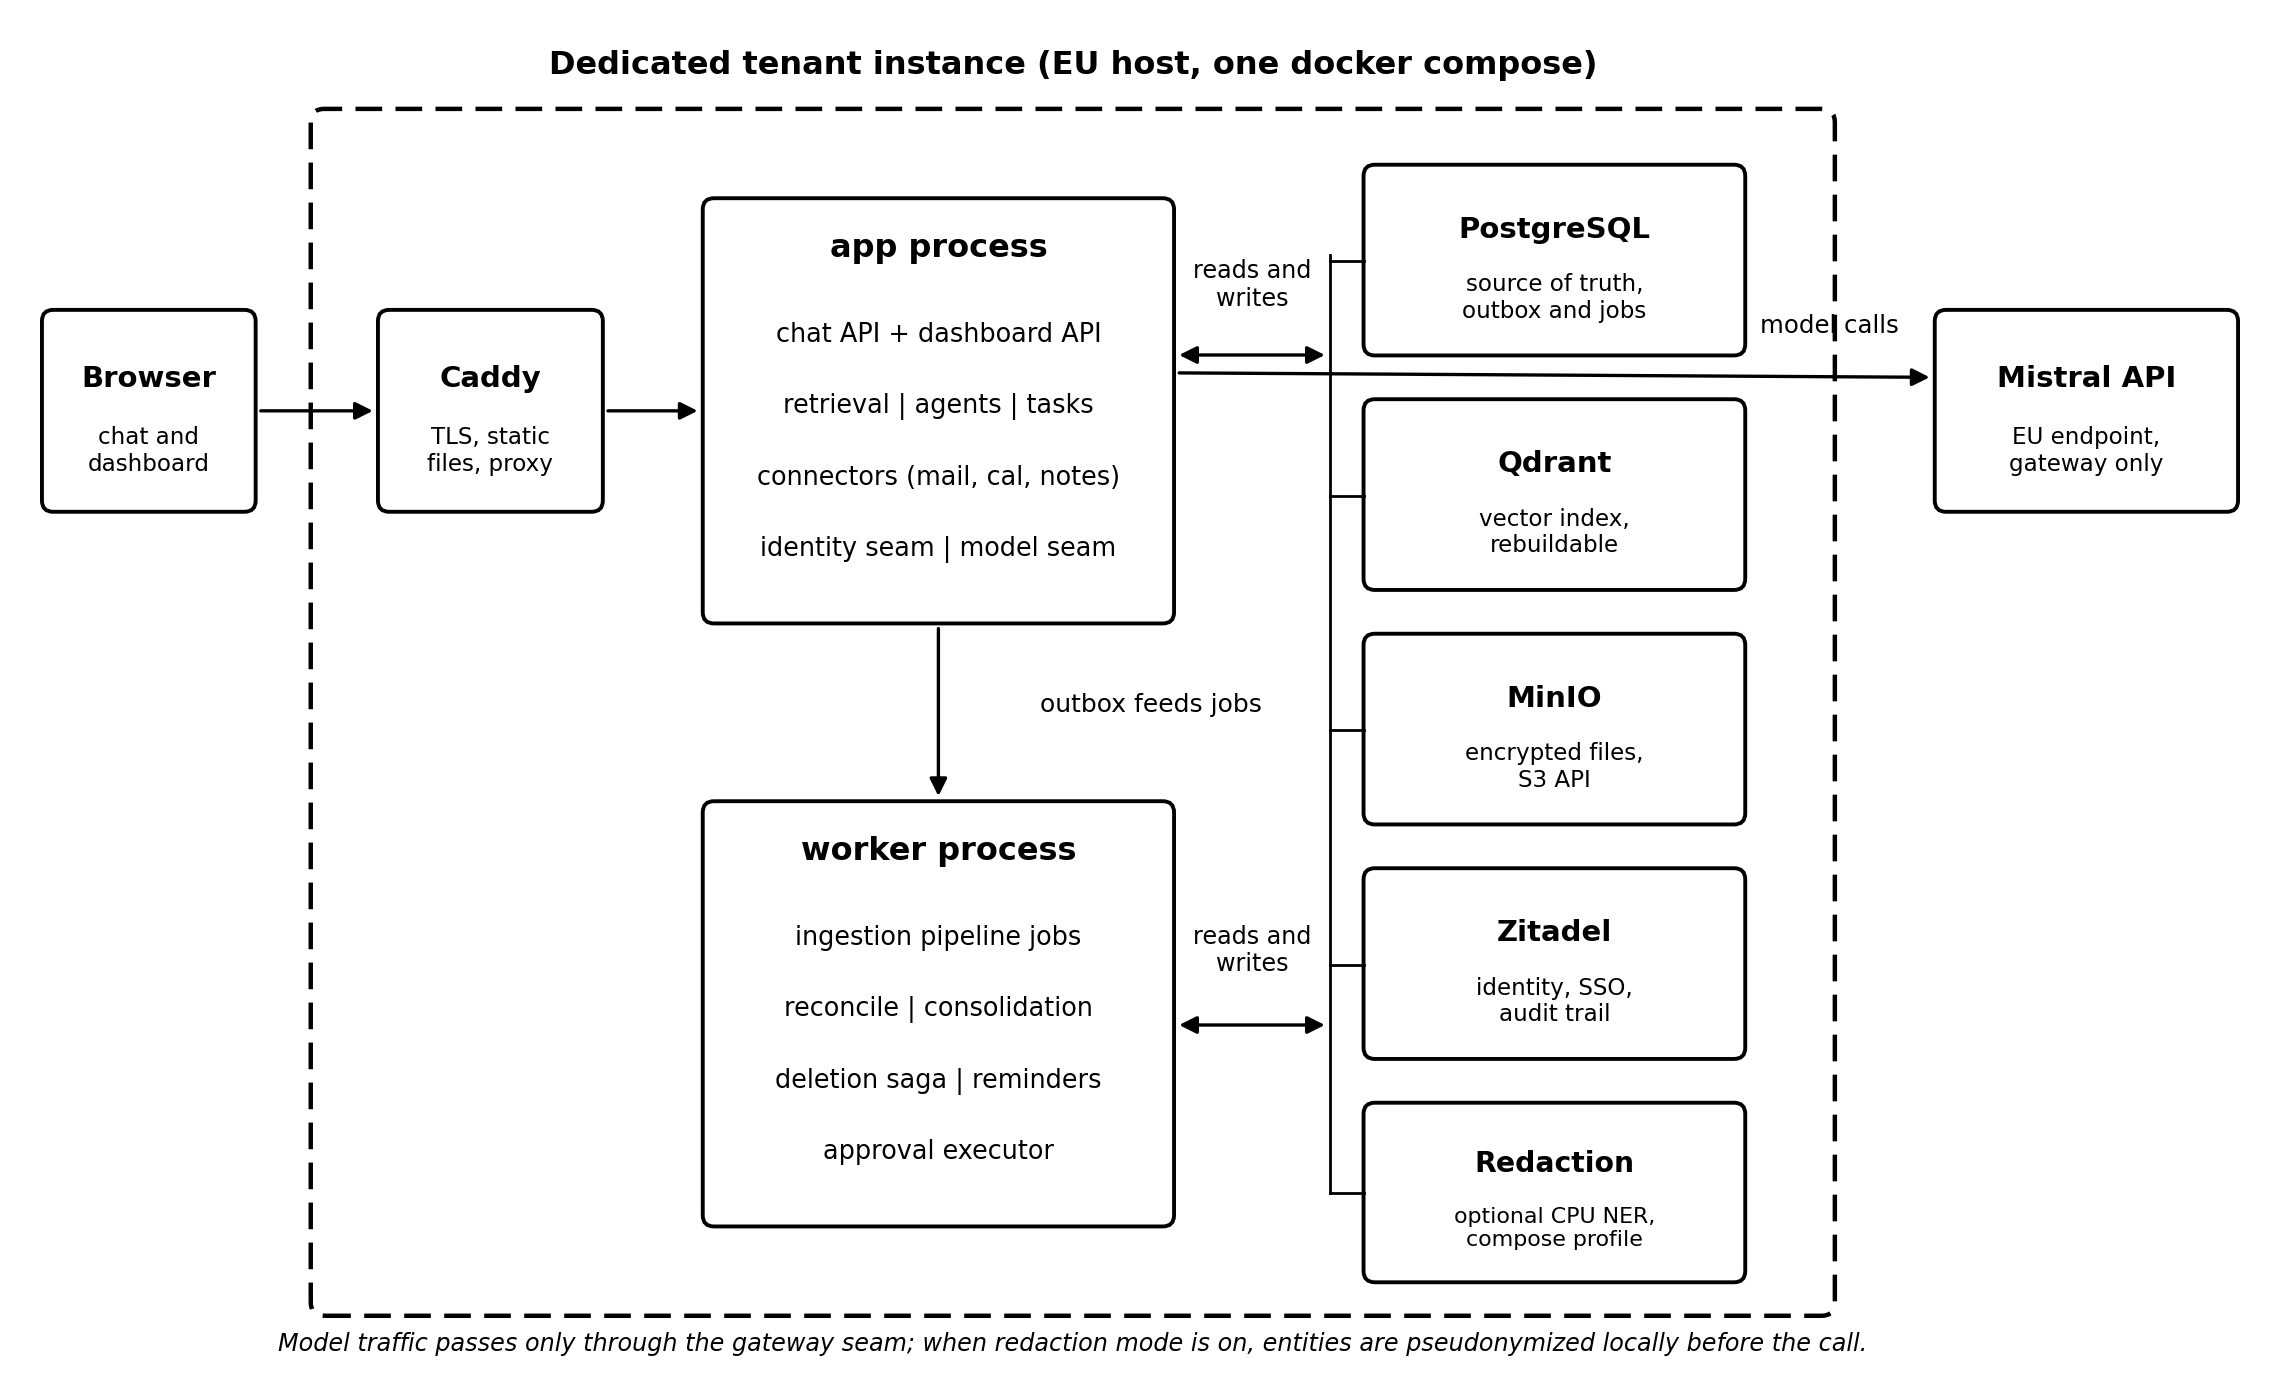 Dedicated tenant instance (EU host, one docker compose)
Browser
chat and
dashboard
Caddy
TLS, static
files, proxy
app process
chat API + dashboard API
retrieval | agents | tasks
connectors (mail, cal, notes)
identity seam | model seam
reads and
writes
outbox feeds jobs
worker process
ingestion pipeline jobs
reconcile | consolidation
deletion saga | reminders
approval executor
reads and
writes
PostgreSQL
source of truth,
outbox and jobs
Qdrant
vector index,
rebuildable
MinIO
encrypted files,
S3 API
Zitadel
identity, SSO,
audit trail
Redaction
optional CPU NER,
compose profile
model calls
Mistral API
EU endpoint,
gateway only
Model traffic passes only through the gateway seam; when redaction mode is on, entities are pseudonymized locally before the call.